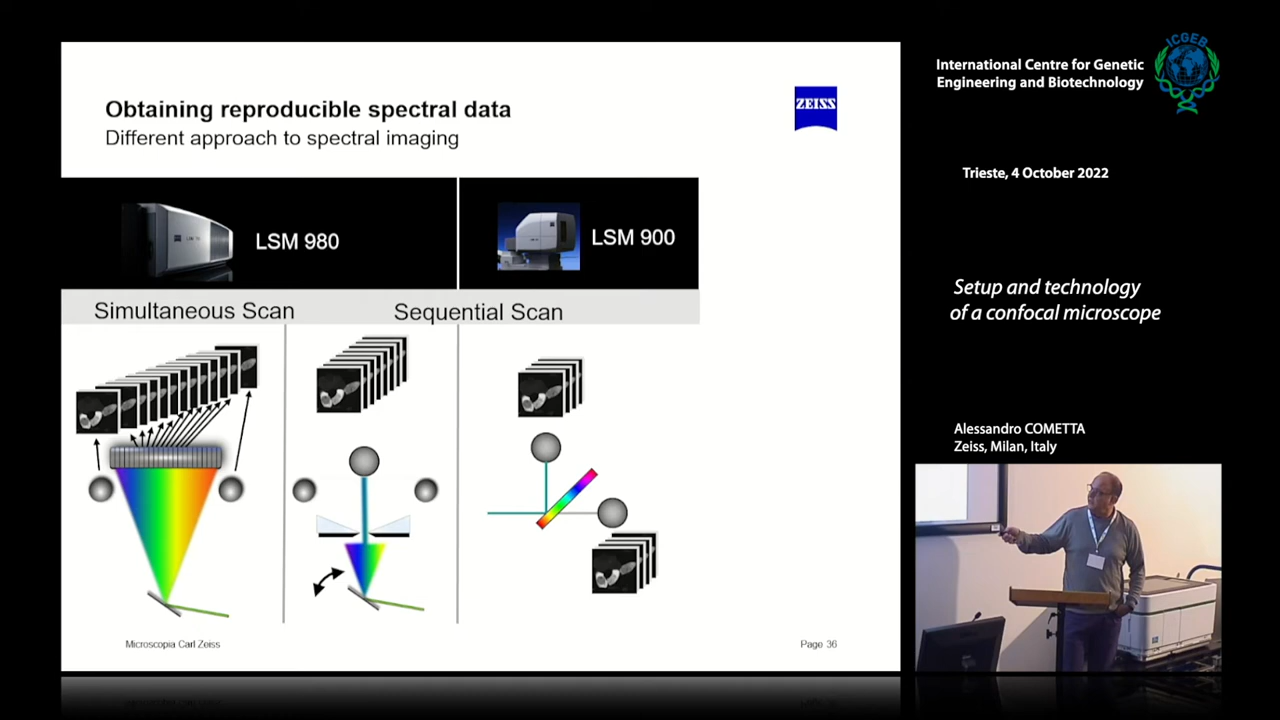 Obtaining reproducible spectral data
Different approach to spectral imaging
ZEISS
LSM 980
LSM 900
Simultaneous Scan
Sequential Scan
Microscopia Carl Zeiss
Page 36
International Centre for Genetic
Engineering and Biotechnology
ICGEB
Trieste, 4 October 2022
Setup and technology
of a confocal microscope
Alessandro COMETTA
Zeiss, Milan, Italy